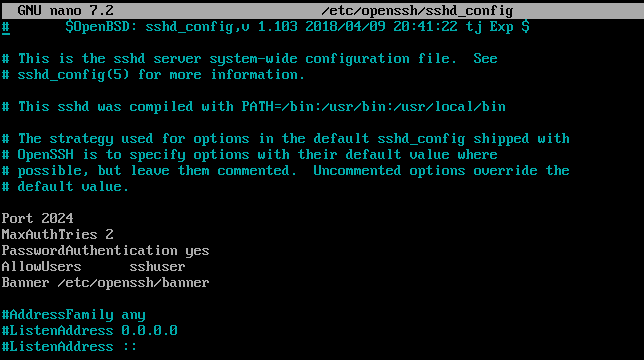 GNU nano 7.2 /etc/openssh/sshd_config
# $OpenBSD: sshd_config,v 1.103 2018/04/09 20:41:22 tj Exp $
# This is the sshd server system-wide configuration file. See
# sshd_config(5) for more information.
# This sshd was compiled with PATH=/bin:/usr/bin:/usr/local/bin
# The strategy used for options in the default sshd_config shipped with
# OpenSSH is to specify options with their default value where
# possible, but leave them commented. Uncommented options override the
# default value.
Port 2024
MaxAuthTries 2
PasswordAuthentication yes
AllowUsers sshuser
Banner /etc/openssh/banner
#AddressFamily any
#ListenAddress 0.0.0.0
#ListenAddress ::